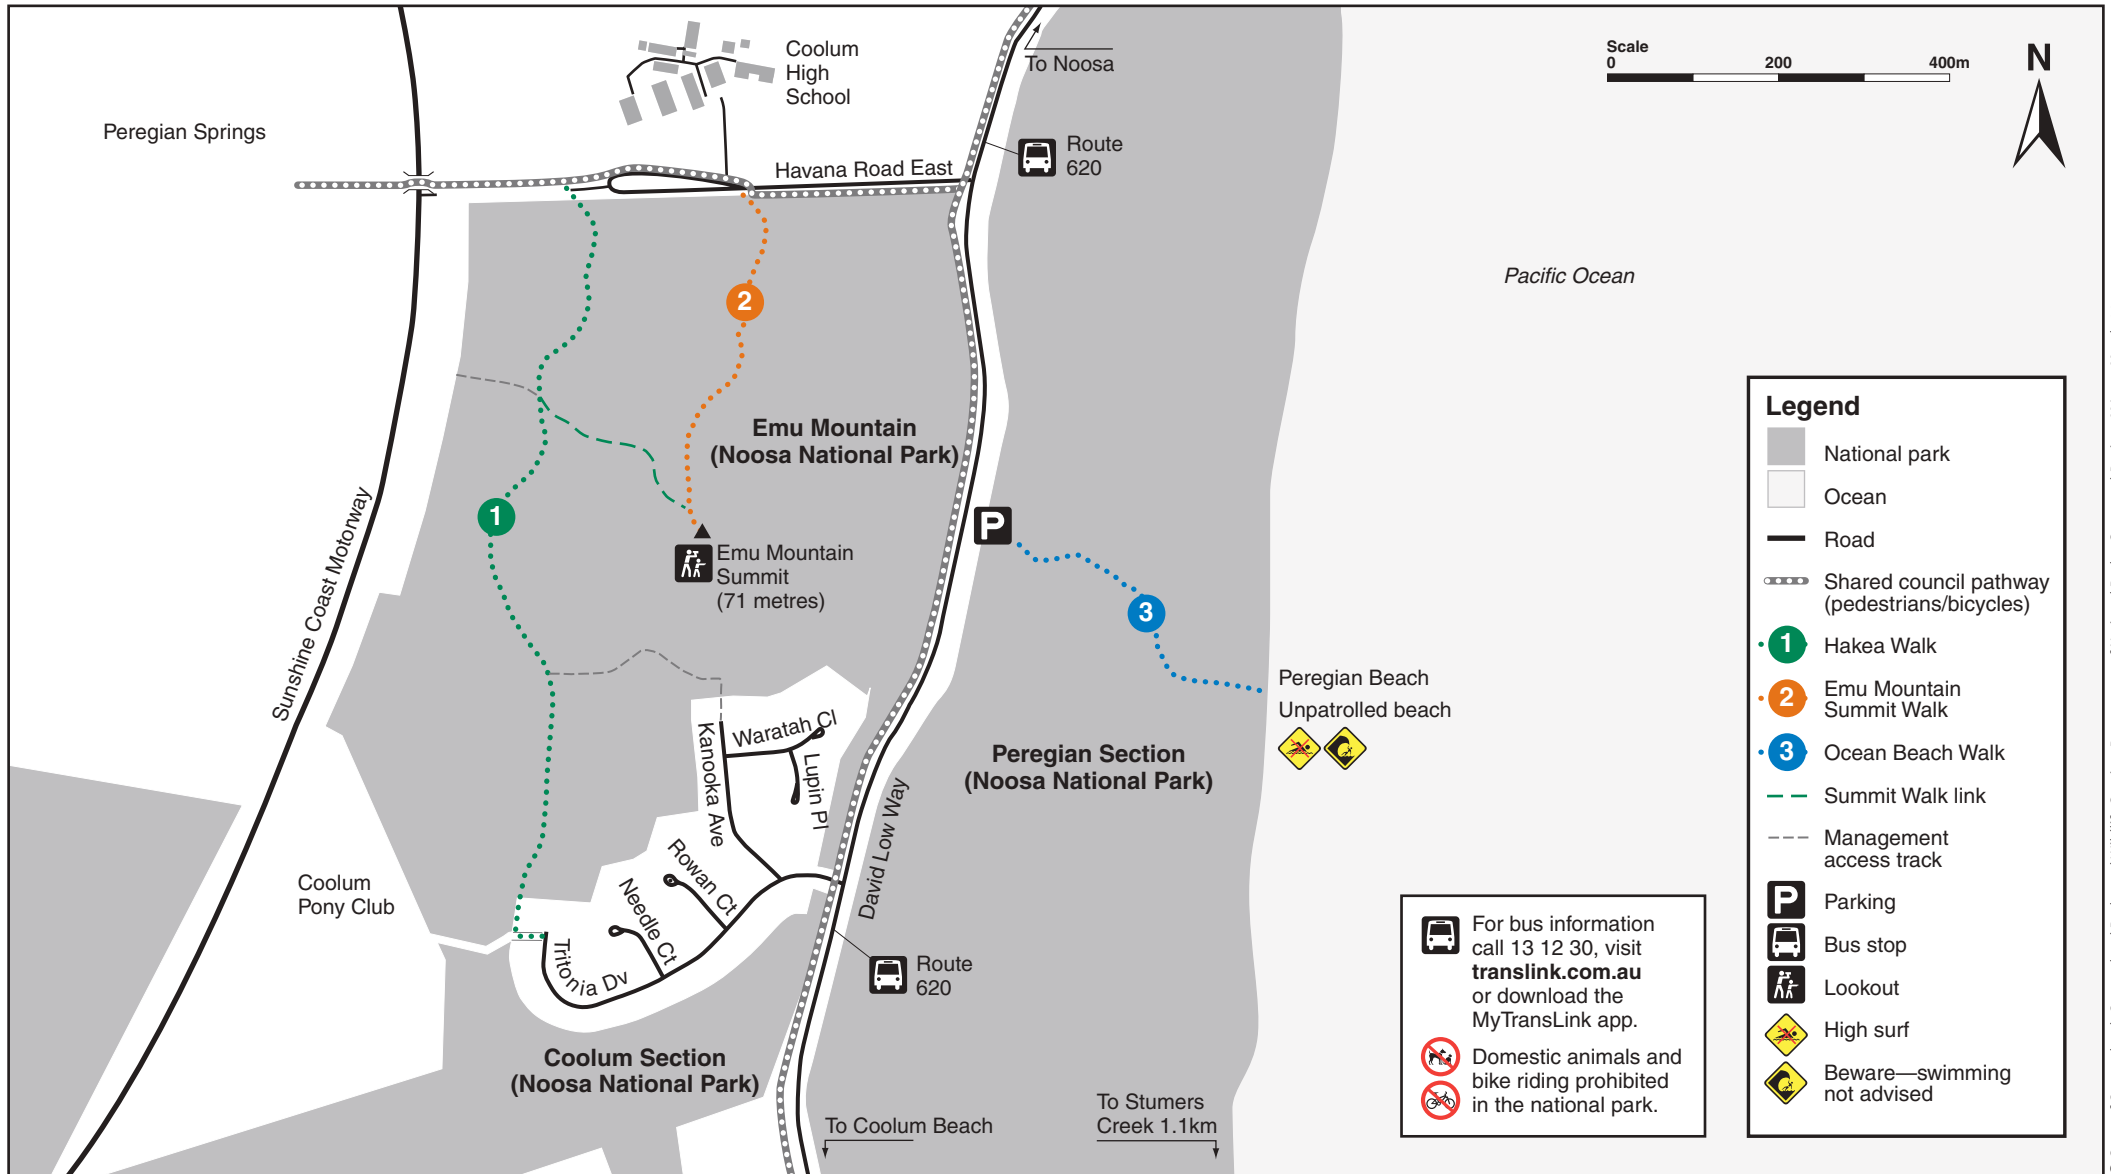 Coolum
High
School
To Noosa
Scale
0 200 400m
N
Peregian Springs
Route
620
Havana Road East
Pacific Ocean
2
Emu Mountain
(Noosa National Park)
1
P
Emu Mountain
Summit
(71 metres)
3
Sunshine Coast Motorway
Peregian Beach
Unpatrolled beach
Kanooka Ave
Waratah Cl
Lupin Pl
Peregian Section
(Noosa National Park)
David Low Way
Rowan Ct
Needle Ct
Tritonia Dv
Coolum
Pony Club
Route
620
Coolum Section
(Noosa National Park)
To Coolum Beach
To Stumers
Creek 1.1km
For bus information
call 13 12 30, visit
translink.com.au
or download the
MyTransLink app.
Domestic animals and
bike riding prohibited
in the national park.
Legend
National park
Ocean
Road
Shared council pathway
(pedestrians/bicycles)
1 Hakea Walk
2 Emu Mountain
Summit Walk
3 Ocean Beach Walk
Summit Walk link
Management
access track
P Parking
Bus stop
Lookout
High surf
Beware—swimming
not advised